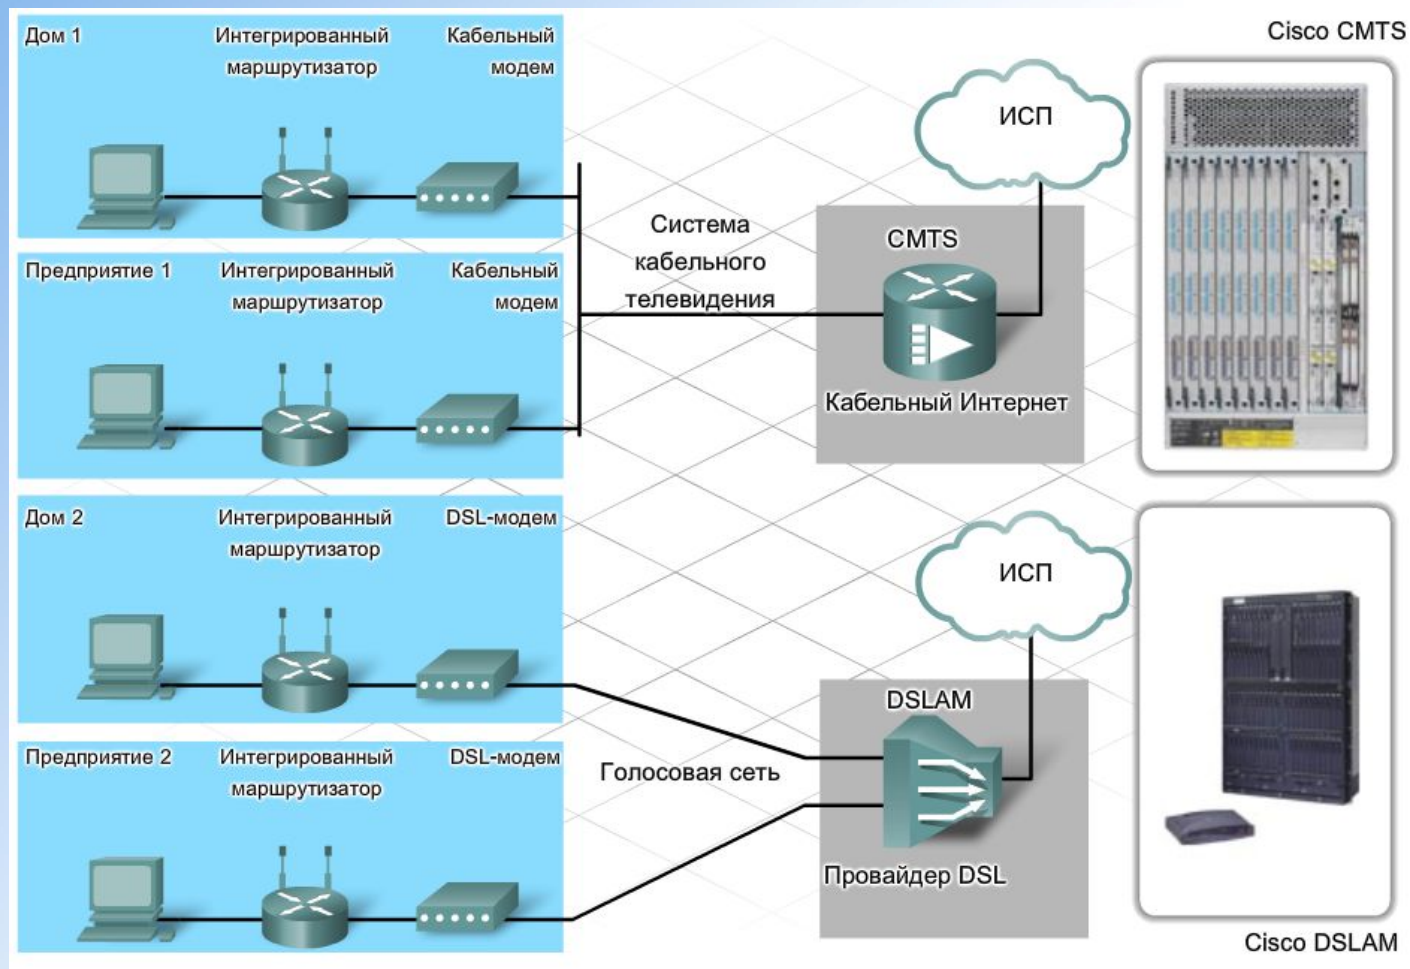 Дом 1
Интегрированный
маршрутизатор
Кабельный
модем
Предприятие 1
Интегрированный
маршрутизатор
Кабельный
модем
Система
кабельного
телевидения
ИСП
CMTS
Кабельный Интернет
Cisco CMTS
Дом 2
Интегрированный
маршрутизатор
DSL-модем
Предприятие 2
Интегрированный
маршрутизатор
DSL-модем
Голосовая сеть
ИСП
DSLAM
Провайдер DSL
Cisco DSLAM